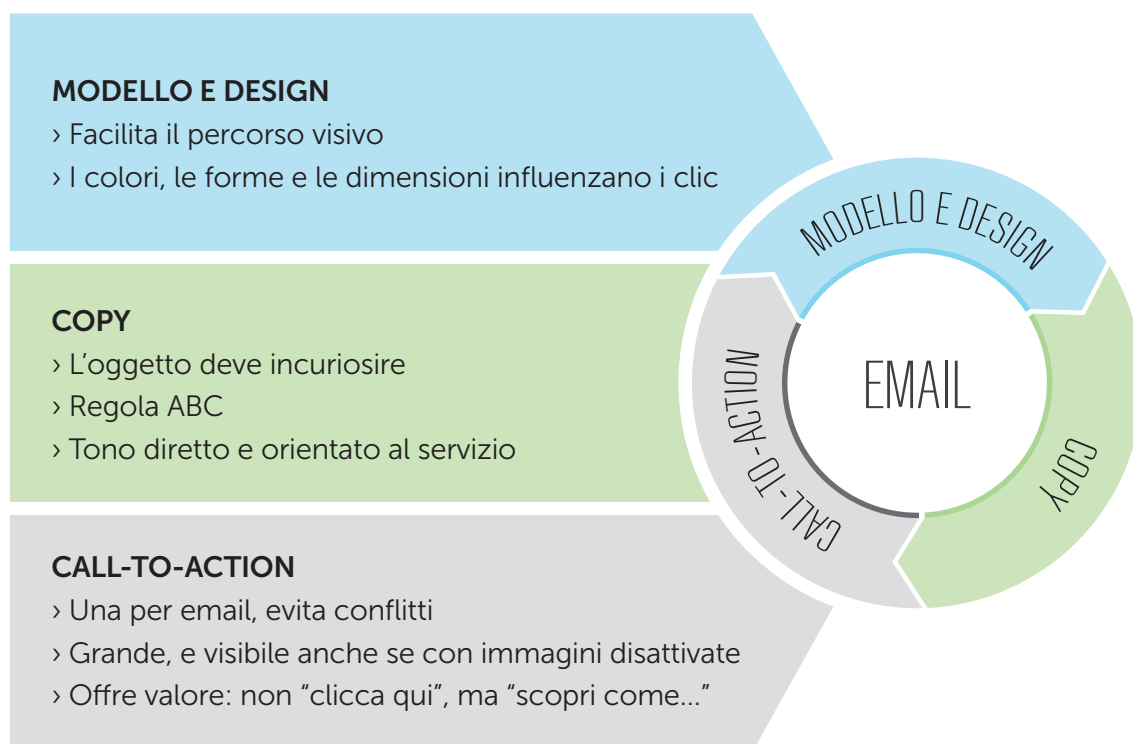 MODELLO E DESIGN
› Facilita il percorso visivo
› I colori, le forme e le dimensioni influenzano i clic
COPY
› L’oggetto deve incuriosire
› Regola ABC
› Tono diretto e orientato al servizio
CALL-TO-ACTION
› Una per email, evita conflitti
› Grande, e visibile anche se con immagini disattivate
› Offre valore: non “clicca qui”, ma “scopri come...”
MODELLO E DESIGN
EMAIL
CALL-TO-ACTION
COPY